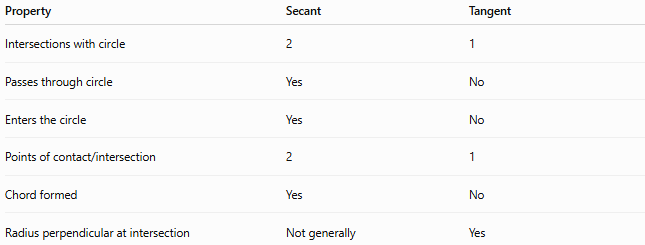 Property Secant Tangent
Intersections with circle 2 1
Passes through circle Yes No
Enters the circle Yes No
Points of contact/intersection 2 1
Chord formed Yes No
Radius perpendicular at intersection Not generally Yes